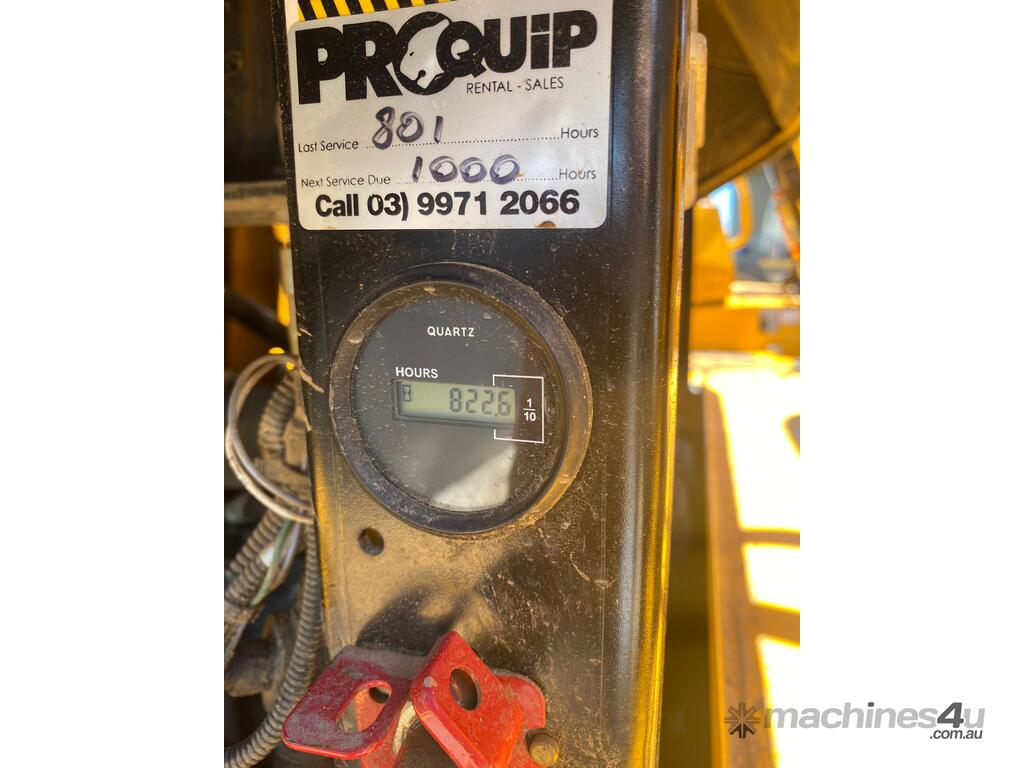 PROQUIP
RENTAL - SALES
Last Service 801 Hours
Next Service Due 1000 Hours
Call 03) 9971 2066
QUARTZ
HOURS
822.6 1/10
machines4u
.com.au